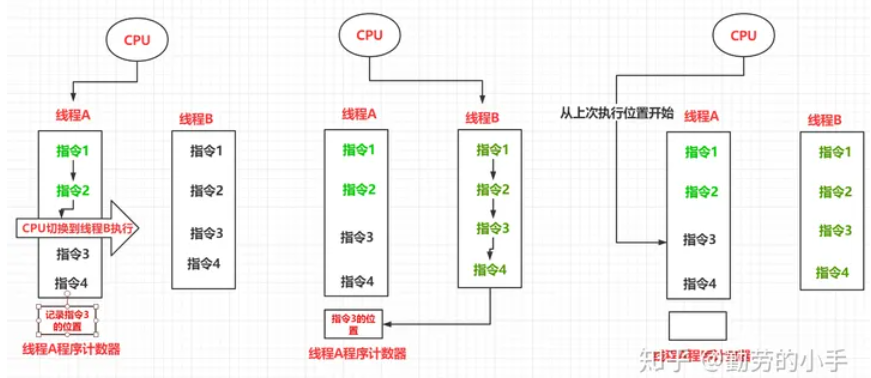 CPU
线程A
线程B
指令1
指令2
CPU切换到线程B执行
指令3
指令4
记录指令3
的位置
线程A程序计数器
指令1
指令2
指令3
指令4
CPU
线程A
线程B
指令1
指令2
指令3
指令4
指令3的位
置
线程A程序计数器
指令1
指令2
指令3
指令4
CPU
从上次执行位置开始
线程A
线程B
指令1
指令2
指令3
指令4
指令1
指令2
指令3
指令4
知乎 @勤劳的小手